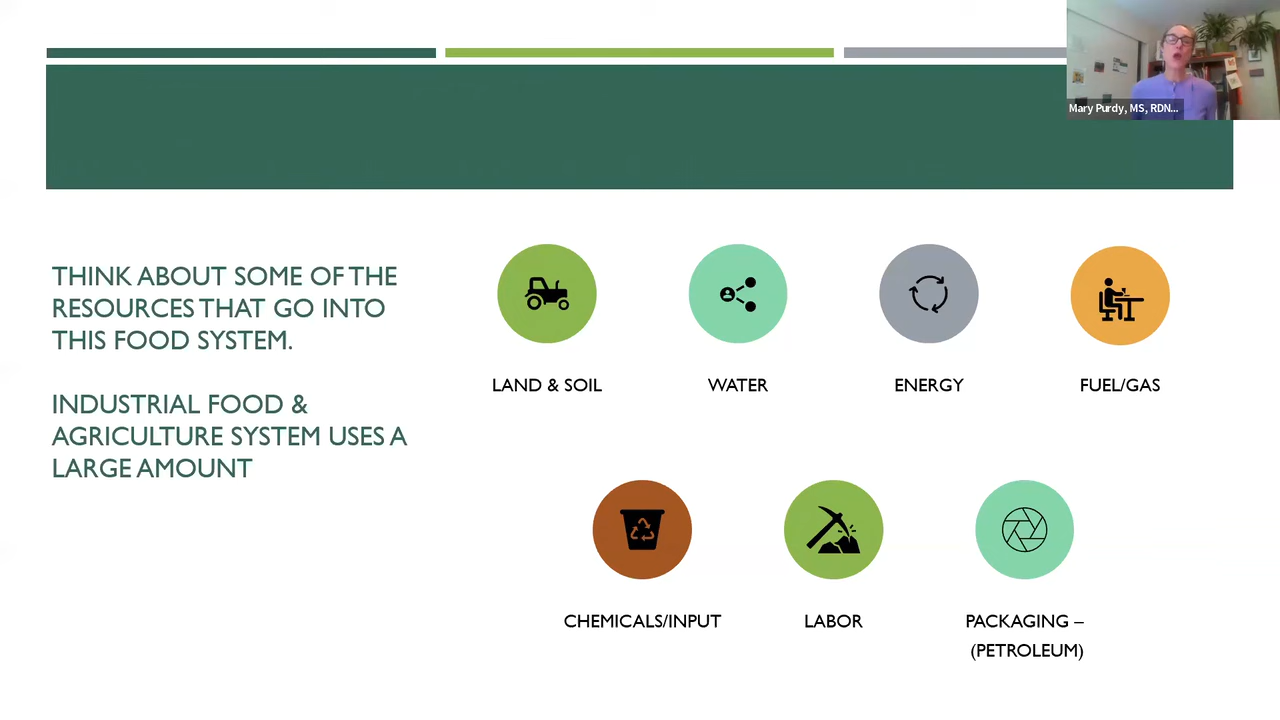 Mary Purdy, MS, RDN...
THINK ABOUT SOME OF THE
RESOURCES THAT GO INTO
THIS FOOD SYSTEM.
INDUSTRIAL FOOD &
AGRICULTURE SYSTEM USES A
LARGE AMOUNT
LAND & SOIL
WATER
ENERGY
FUEL/GAS
CHEMICALS/INPUT
LABOR
PACKAGING –
(PETROLEUM)